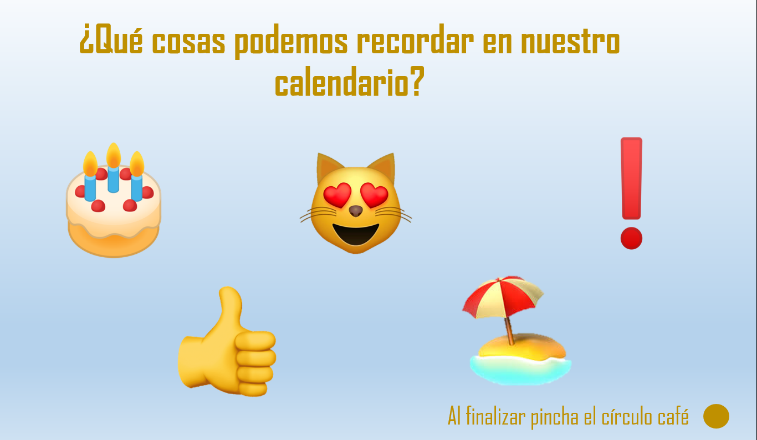 ¿Qué cosas podemos recordar en nuestro
calendario?
Al finalizar pincha el círculo café